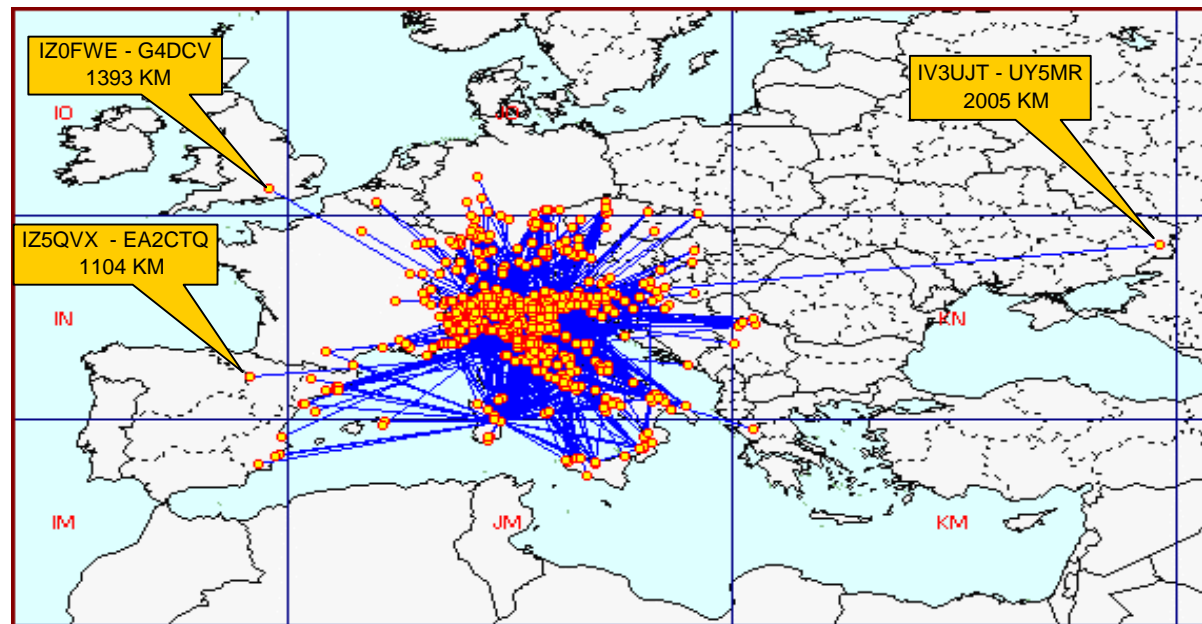 IZ0FWE - G4DCV
1393 KM
IV3UJT - UY5MR
2005 KM
IO
JO
IZ5QVX - EA2CTQ
1104 KM
IN
KN
IM
JM
KM